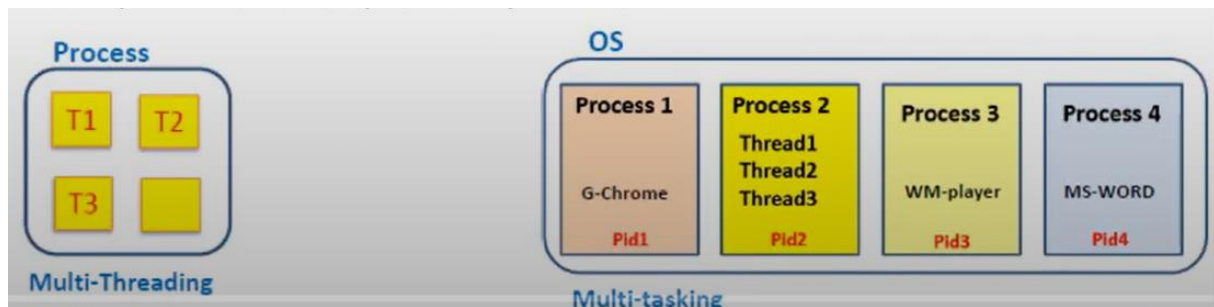 Process
T1 T2
T3
Multi-Threading
OS
Process 1
G-Chrome
Pid1
Process 2
Thread1
Thread2
Thread3
Pid2
Process 3
WM-player
Pid3
Process 4
MS-WORD
Pid4
Multi-tasking